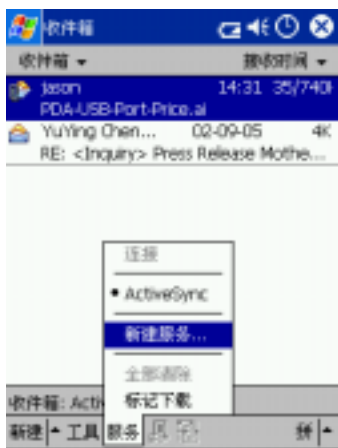 收件箱
收件箱 接收时间
jason 14:31 35/740
PDA-USB-Port-Price.ai
YuYing Chen... 02-09-05 4K
RE: <Inquiry> Press Release Mothe...
连接
ActiveSync
新建服务...
全部清除
标记下载
收件箱: Activ
新建 工具 服务 拼